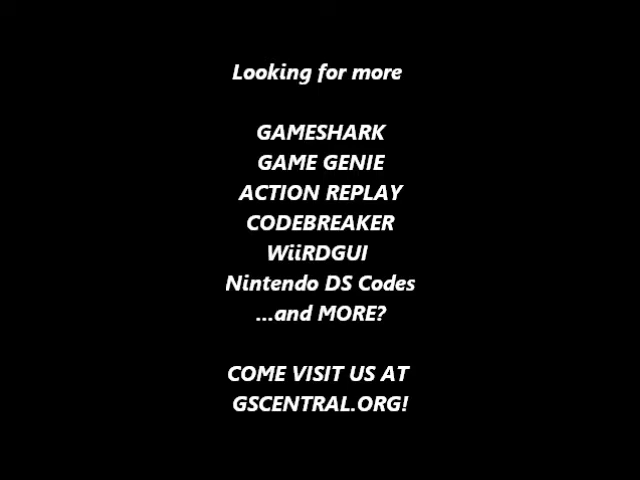 Looking for more
GAMESHARK
GAME GENIE
ACTION REPLAY
CODEBREAKER
WiiRDGUI
Nintendo DS Codes
...and MORE?
COME VISIT US AT
GSCENTRAL.ORG!